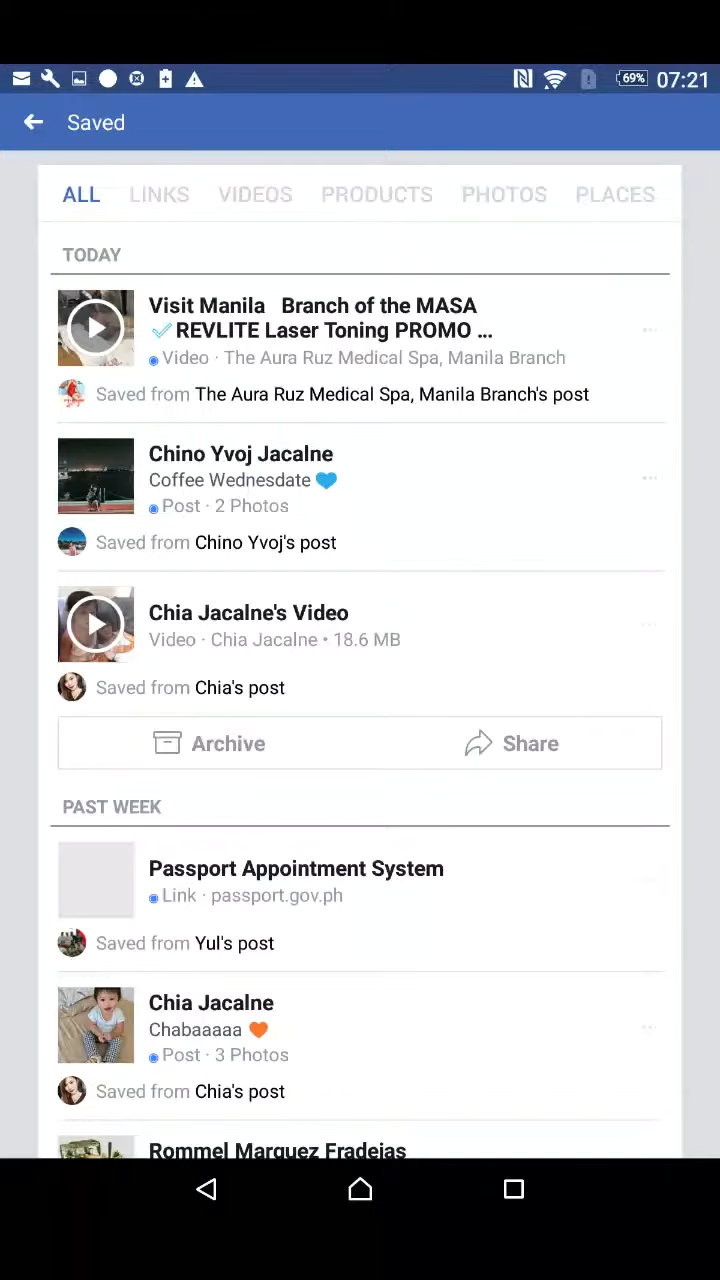 69% 07:21
Saved
ALL LINKS VIDEOS PRODUCTS PHOTOS PLACES
TODAY
Visit Manila Branch of the MASA
REVLITE Laser Toning PROMO ...
Video · The Aura Ruz Medical Spa, Manila Branch
Saved from The Aura Ruz Medical Spa, Manila Branch's post
Chino Yvoj Jacalne
Coffee Wednesdate 💙
Post · 2 Photos
Saved from Chino Yvoj's post
Chia Jacalne's Video
Video · Chia Jacalne • 18.6 MB
Saved from Chia's post
Archive Share
PAST WEEK
Passport Appointment System
Link · passport.gov.ph
Saved from Yul's post
Chia Jacalne
Chabaaaaa 🧡
Post · 3 Photos
Saved from Chia's post
Rommel Marquez Fradejas